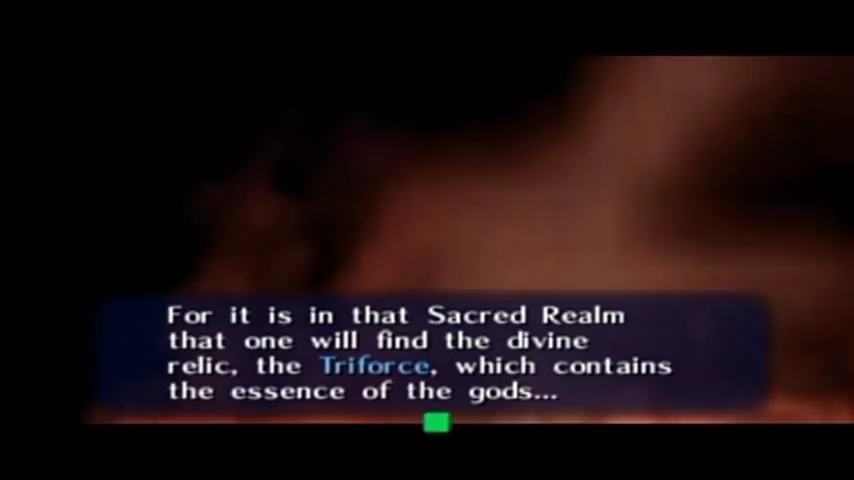 For it is in that Sacred Realm
that one will find the divine
relic, the Triforce, which contains
the essence of the gods...